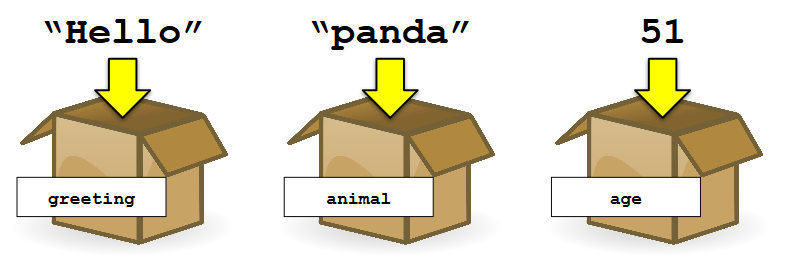 “Hello” “panda” 51
greeting animal age